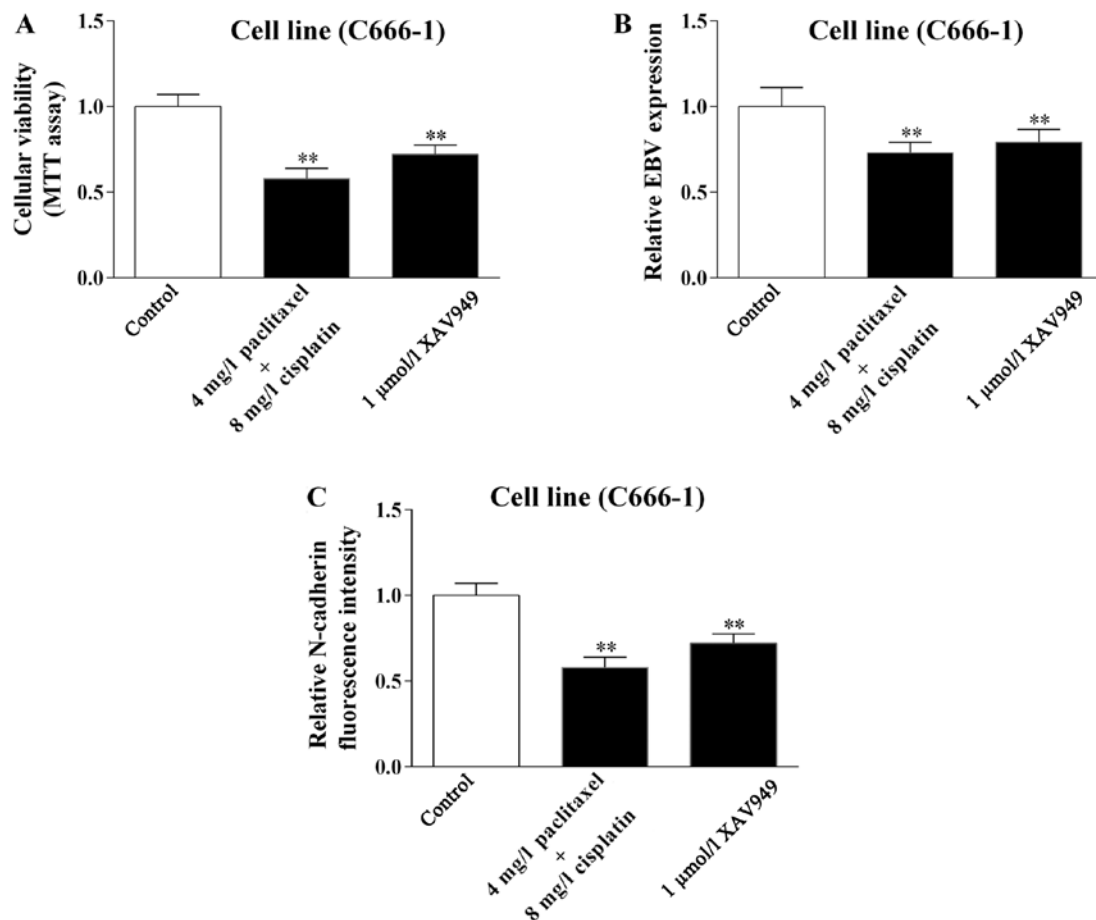 A
Cell line (C666-1)
Cellular viability
(MTT assay)
1.5
1.0
0.5
0.0
**
**
Control
4 mg/l paclitaxel
+
8 mg/l cisplatin
1 μmol/l XAV949
B
Cell line (C666-1)
Relative EBV expression
1.5
1.0
0.5
0.0
**
**
Control
4 mg/l paclitaxel
+
8 mg/l cisplatin
1 μmol/l XAV949
C
Cell line (C666-1)
Relative N-cadherin
fluorescence intensity
1.5
1.0
0.5
0.0
**
**
Control
4 mg/l paclitaxel
+
8 mg/l cisplatin
1 μmol/l XAV949